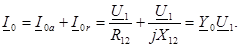 I̲₀ = I̲₀ₐ + I̲₀ᵣ = U̲₁/R₁₂ + U̲₁/jX₁₂ = Y̲₀U̲₁.